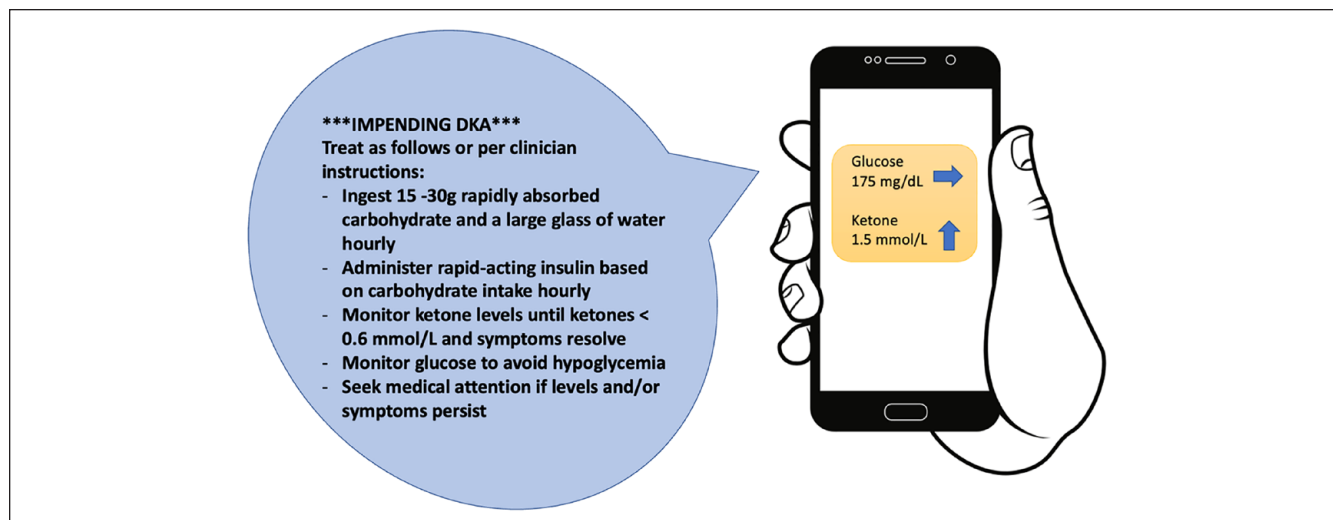 ***IMPENDING DKA***
Treat as follows or per clinician
instructions:
- Ingest 15 -30g rapidly absorbed
carbohydrate and a large glass of water
hourly
- Administer rapid-acting insulin based
on carbohydrate intake hourly
- Monitor ketone levels until ketones <
0.6 mmol/L and symptoms resolve
- Monitor glucose to avoid hypoglycemia
- Seek medical attention if levels and/or
symptoms persist
Glucose
175 mg/dL
Ketone
1.5 mmol/L